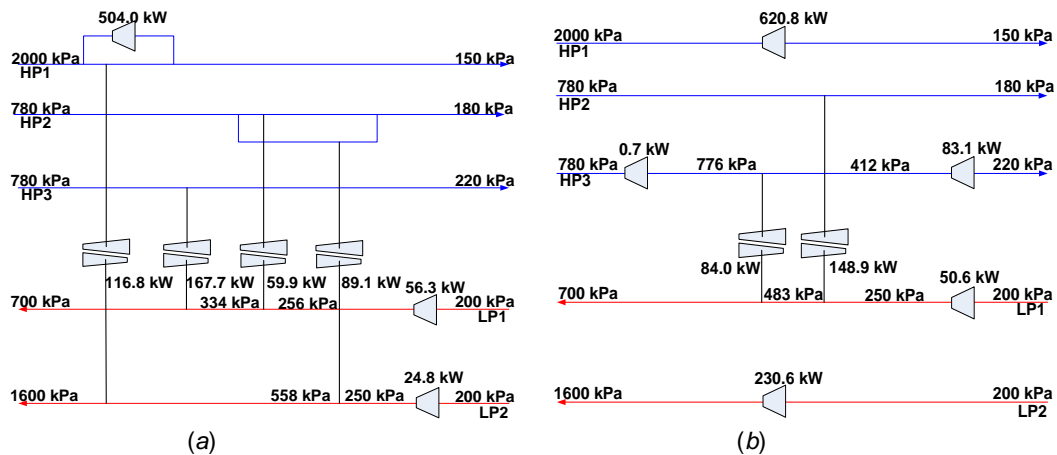 504.0 kW
2000 kPa
150 kPa
HP1
780 kPa
180 kPa
HP2
780 kPa
220 kPa
HP3
116.8 kW
167.7 kW
59.9 kW
89.1 kW
56.3 kW
700 kPa
334 kPa
256 kPa
200 kPa
LP1
24.8 kW
1600 kPa
558 kPa
250 kPa
200 kPa
LP2
(a)
620.8 kW
2000 kPa
150 kPa
HP1
780 kPa
180 kPa
HP2
0.7 kW
83.1 kW
780 kPa
776 kPa
412 kPa
220 kPa
HP3
84.0 kW
148.9 kW
50.6 kW
700 kPa
483 kPa
250 kPa
200 kPa
LP1
230.6 kW
1600 kPa
200 kPa
LP2
(b)